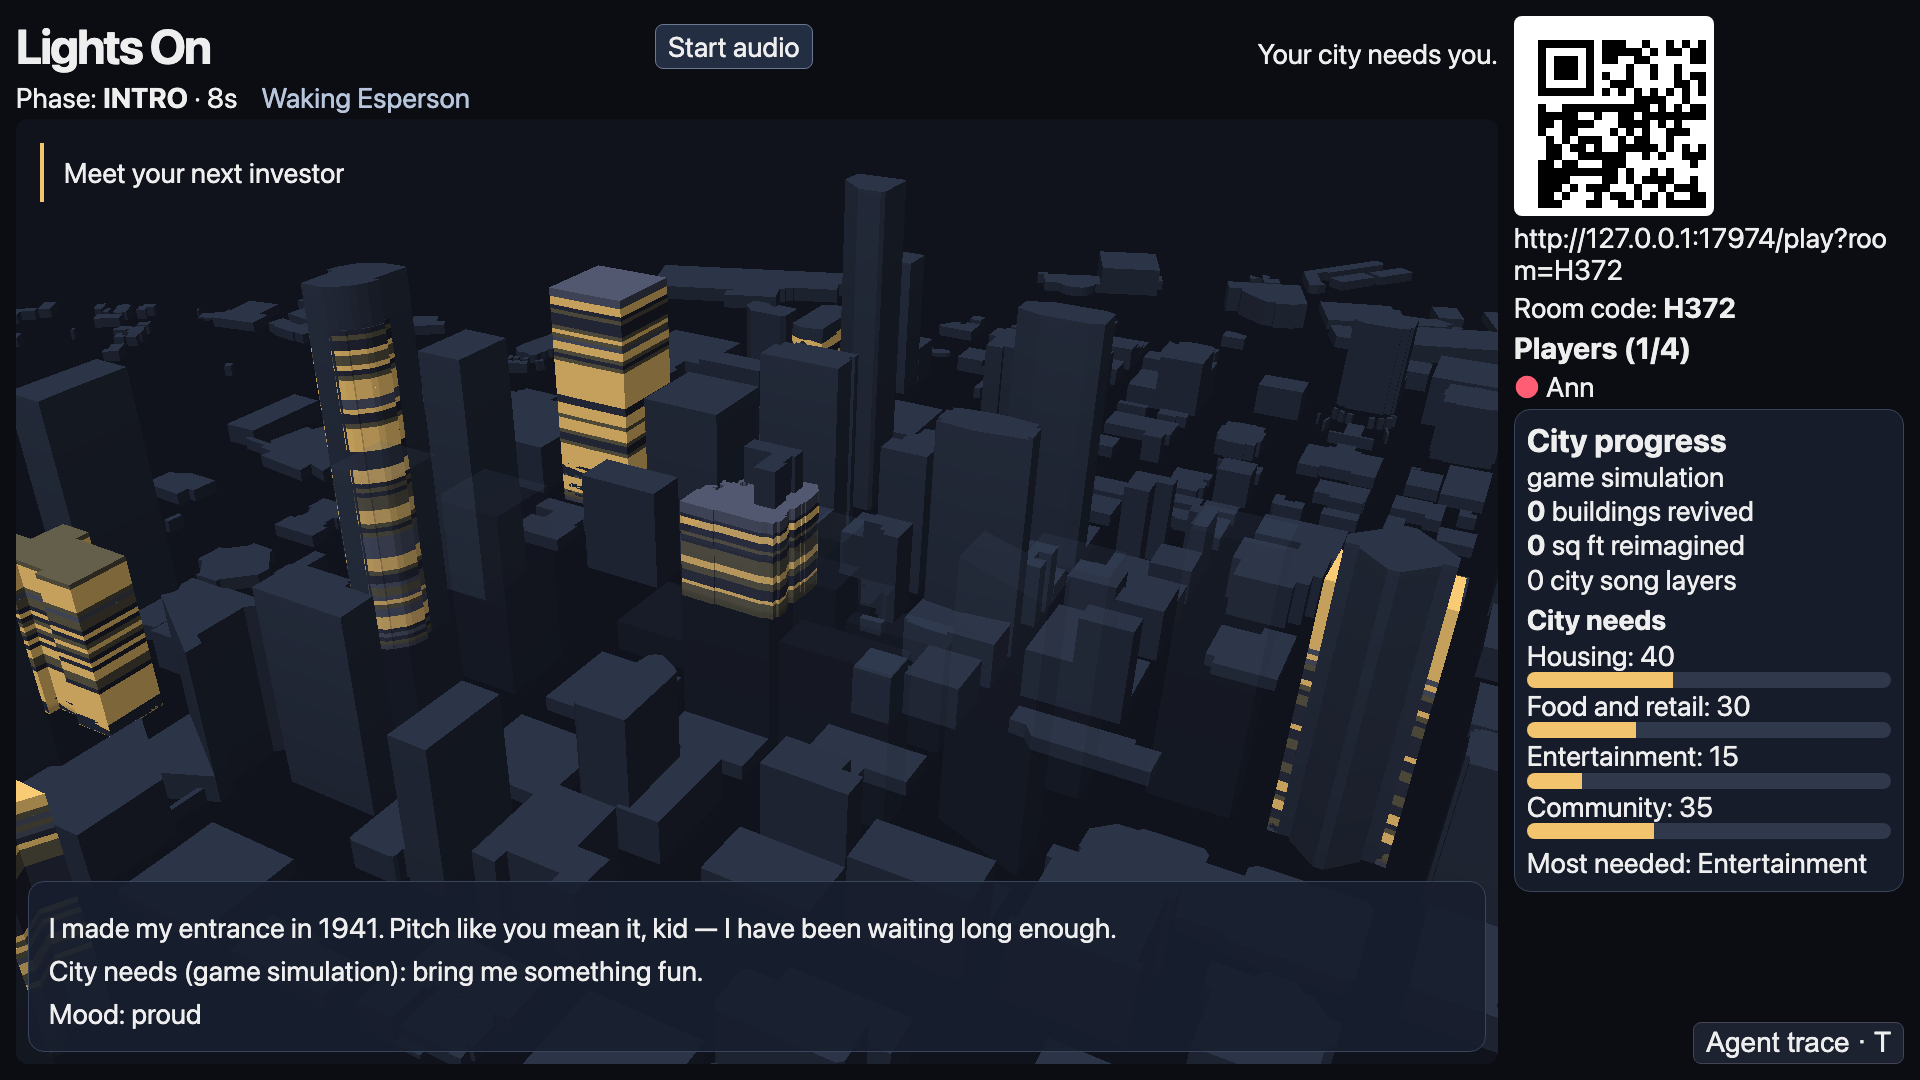 Lights On
Start audio
Your city needs you.
Phase: INTRO · 8s Waking Esperson
Meet your next investor
http://127.0.0.1:17974/play?roo
m=H372
Room code: H372
Players (1/4)
Ann
City progress
game simulation
0 buildings revived
0 sq ft reimagined
0 city song layers
City needs
Housing: 40
Food and retail: 30
Entertainment: 15
Community: 35
Most needed: Entertainment
I made my entrance in 1941. Pitch like you mean it, kid — I have been waiting long enough.
City needs (game simulation): bring me something fun.
Mood: proud
Agent trace · T